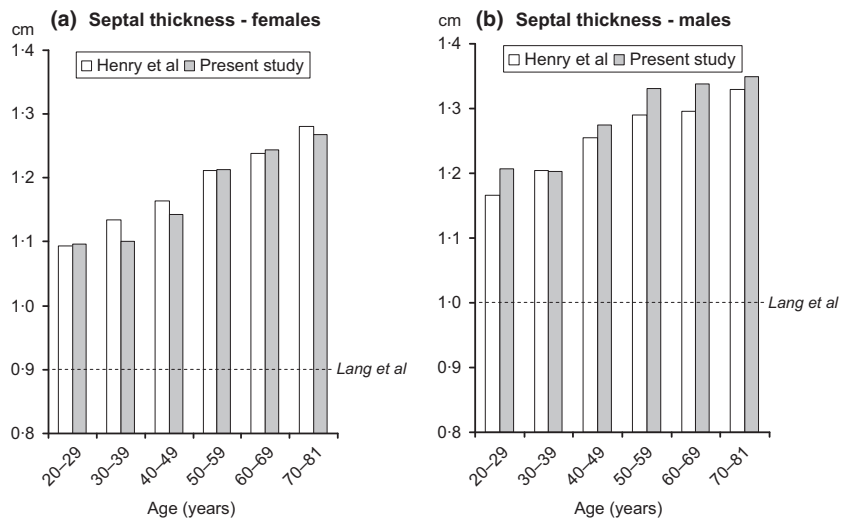 (a) Septal thickness - females
cm
Henry et al Present study
1·4
1·3
1·2
1·1
1·0
0·9
0·8
Lang et al
20–29
30–39
40–49
50–59
60–69
70–81
Age (years)
(b) Septal thickness - males
cm
Henry et al Present study
1·4
1·3
1·2
1·1
1·0
0·9
0·8
Lang et al
20–29
30–39
40–49
50–59
60–69
70–81
Age (years)